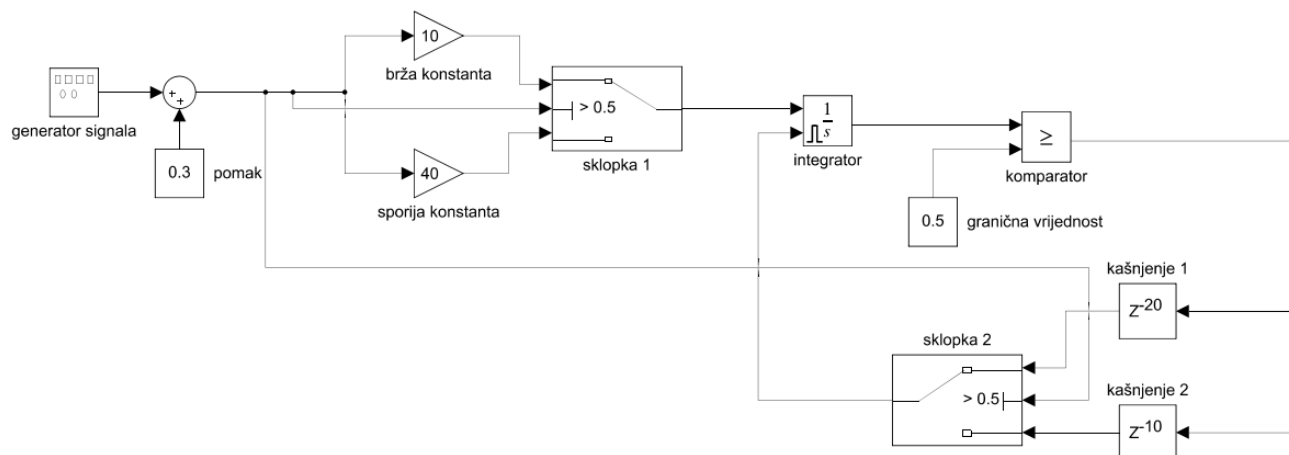 10
brža konstanta
generator signala
+
+
0.3
pomak
> 0.5
sklopka 1
40
sporija konstanta
1
s
integrator
≥
komparator
0.5
granična vrijednost
kašnjenje 1
Z-20
sklopka 2
> 0.5
kašnjenje 2
Z-10